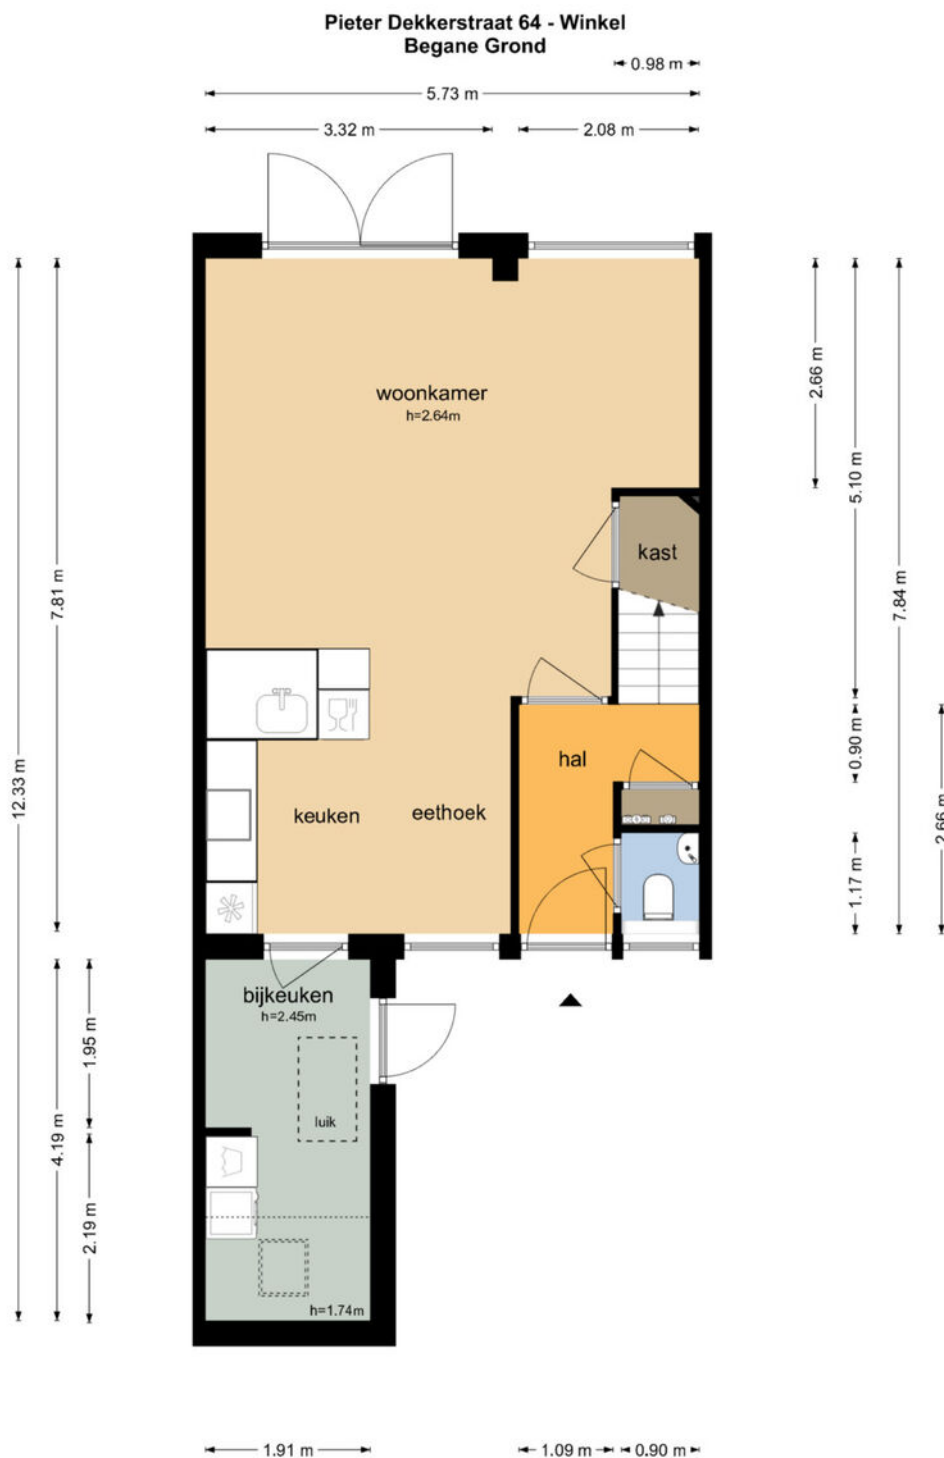 Pieter Dekkerstraat 64 - Winkel
Begane Grond
0.98 m
5.73 m
3.32 m
2.08 m
woonkamer
h=2.64m
2.66 m
5.10 m
7.84 m
7.81 m
12.33 m
kast
hal
0.90 m
2.66 m
keuken
eethoek
1.17 m
bijkeuken
h=2.45m
1.95 m
4.19 m
luik
2.19 m
h=1.74m
1.91 m
1.09 m
0.90 m